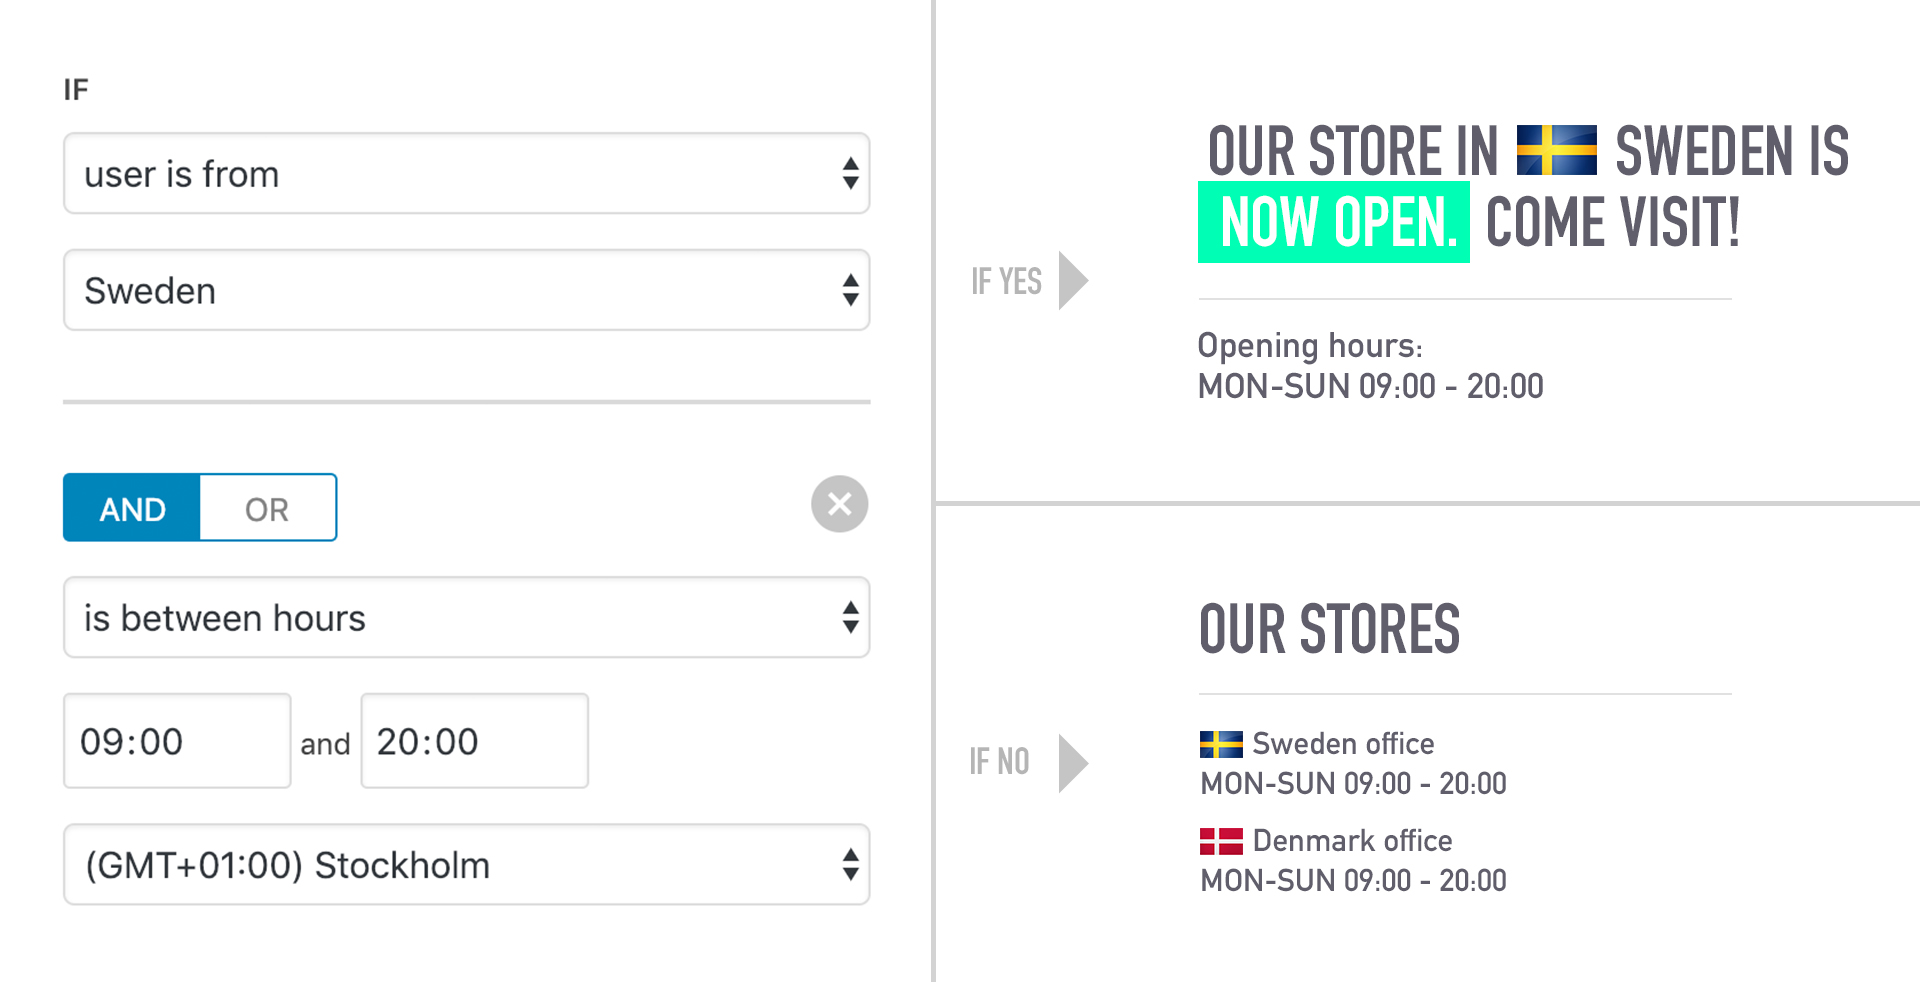 IF
user is from
Sweden
AND OR
is between hours
09:00 and 20:00
(GMT+01:00) Stockholm
IF YES
OUR STORE IN SWEDEN IS
NOW OPEN. COME VISIT!
Opening hours:
MON-SUN 09:00 - 20:00
IF NO
OUR STORES
Sweden office
MON-SUN 09:00 - 20:00
Denmark office
MON-SUN 09:00 - 20:00